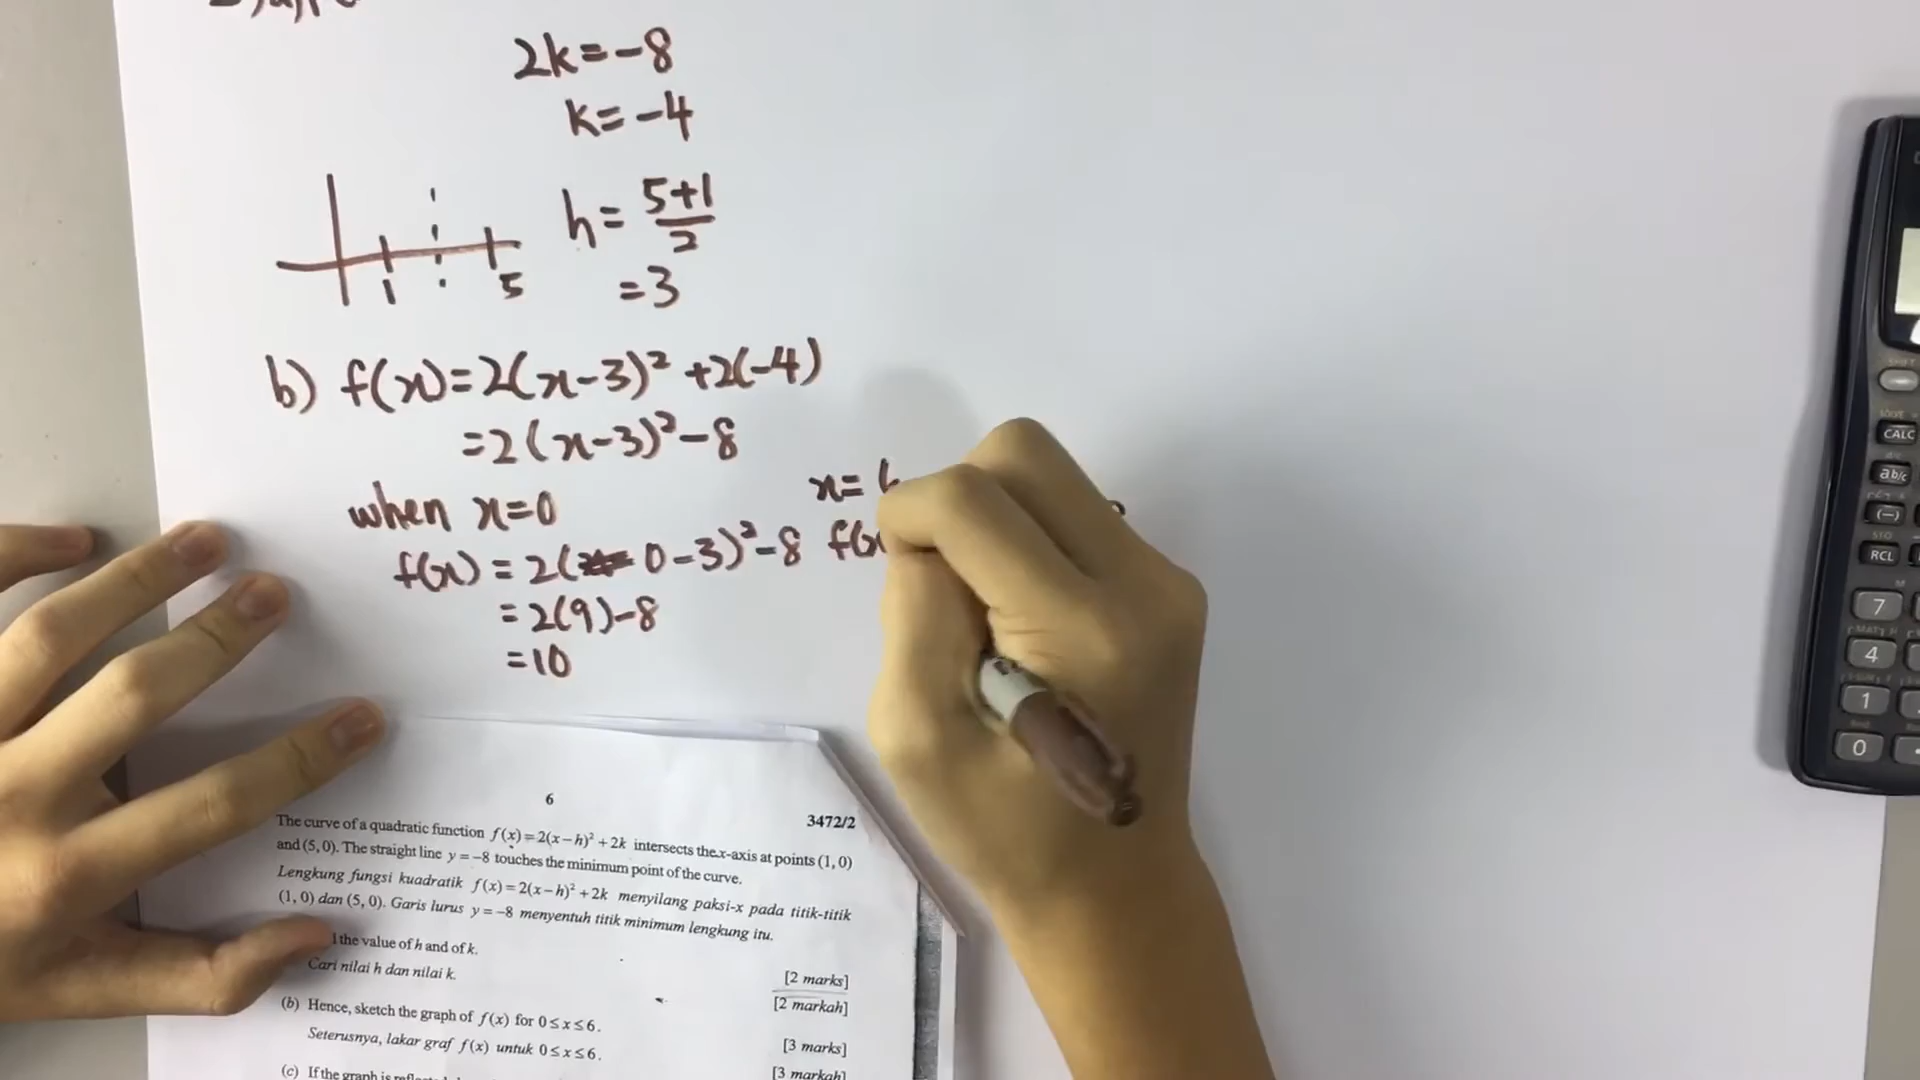 2k=-8
k=-4
h= 5+1
2
=3
1 5
b) f(x)=2(x-3)² +2(-4)
=2(x-3)²-8
when x=0
x=
f(x) = 2( 0-3)²-8
= 2(9)-8
=10
6
3472/2
The curve of a quadratic function f(x)=2(x-h)²+2k intersects the x-axis at points (1,0)
and (5,0). The straight line y=-8 touches the minimum point of the curve.
Lengkung fungsi kuadratik f(x)=2(x-h)²+2k menyilang paksi-x pada titik-titik
(1,0) dan (5,0). Garis lurus y=-8 menyentuh titik minimum lengkung itu.
the value of h and of k.
Cari nilai h dan nilai k.
[2 marks]
[2 markah]
(b) Hence, sketch the graph of f(x) for 0≤x≤6.
Seterusnya, lakar graf f(x) untuk 0≤x≤6.
[3 marks]
[3 markah]
(c) If the graph is
CALC
ab/c
(-)
STO
RCL
7
4
1
0